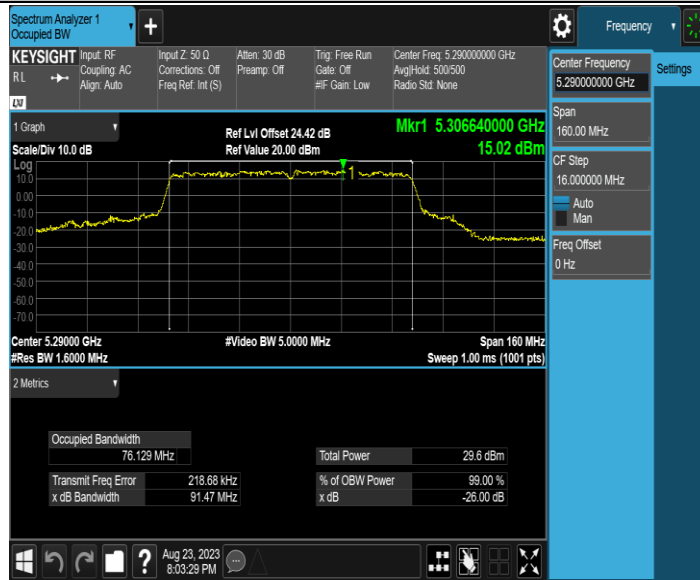 Spectrum Analyzer 1
Occupied BW
+
Frequency
KEYSIGHT
RL
LXI
Input: RF
Coupling: AC
Align: Auto
Input Z: 50 Ω
Corrections: Off
Freq Ref: Int (S)
Atten: 30 dB
Preamp: Off
Trig: Free Run
Gate: Off
#IF Gain: Low
Center Freq: 5.290000000 GHz
Avg|Hold: 500/500
Radio Std: None
Center Frequency
5.290000000 GHz
Settings
Span
160.00 MHz
CF Step
16.000000 MHz
Auto
Man
Freq Offset
0 Hz
1 Graph
Scale/Div 10.0 dB
Ref Lvl Offset 24.42 dB
Ref Value 20.00 dBm
Mkr1 5.306640000 GHz
15.02 dBm
Log
10.0
0.00
-10.0
-20.0
-30.0
-40.0
-50.0
-60.0
-70.0
1
Center 5.29000 GHz
#Res BW 1.6000 MHz
#Video BW 5.0000 MHz
Span 160 MHz
Sweep 1.00 ms (1001 pts)
2 Metrics
Occupied Bandwidth
76.129 MHz
Total Power 29.6 dBm
Transmit Freq Error 218.68 kHz
% of OBW Power 99.00 %
x dB Bandwidth 91.47 MHz
x dB -26.00 dB
?
Aug 23, 2023
8:03:29 PM